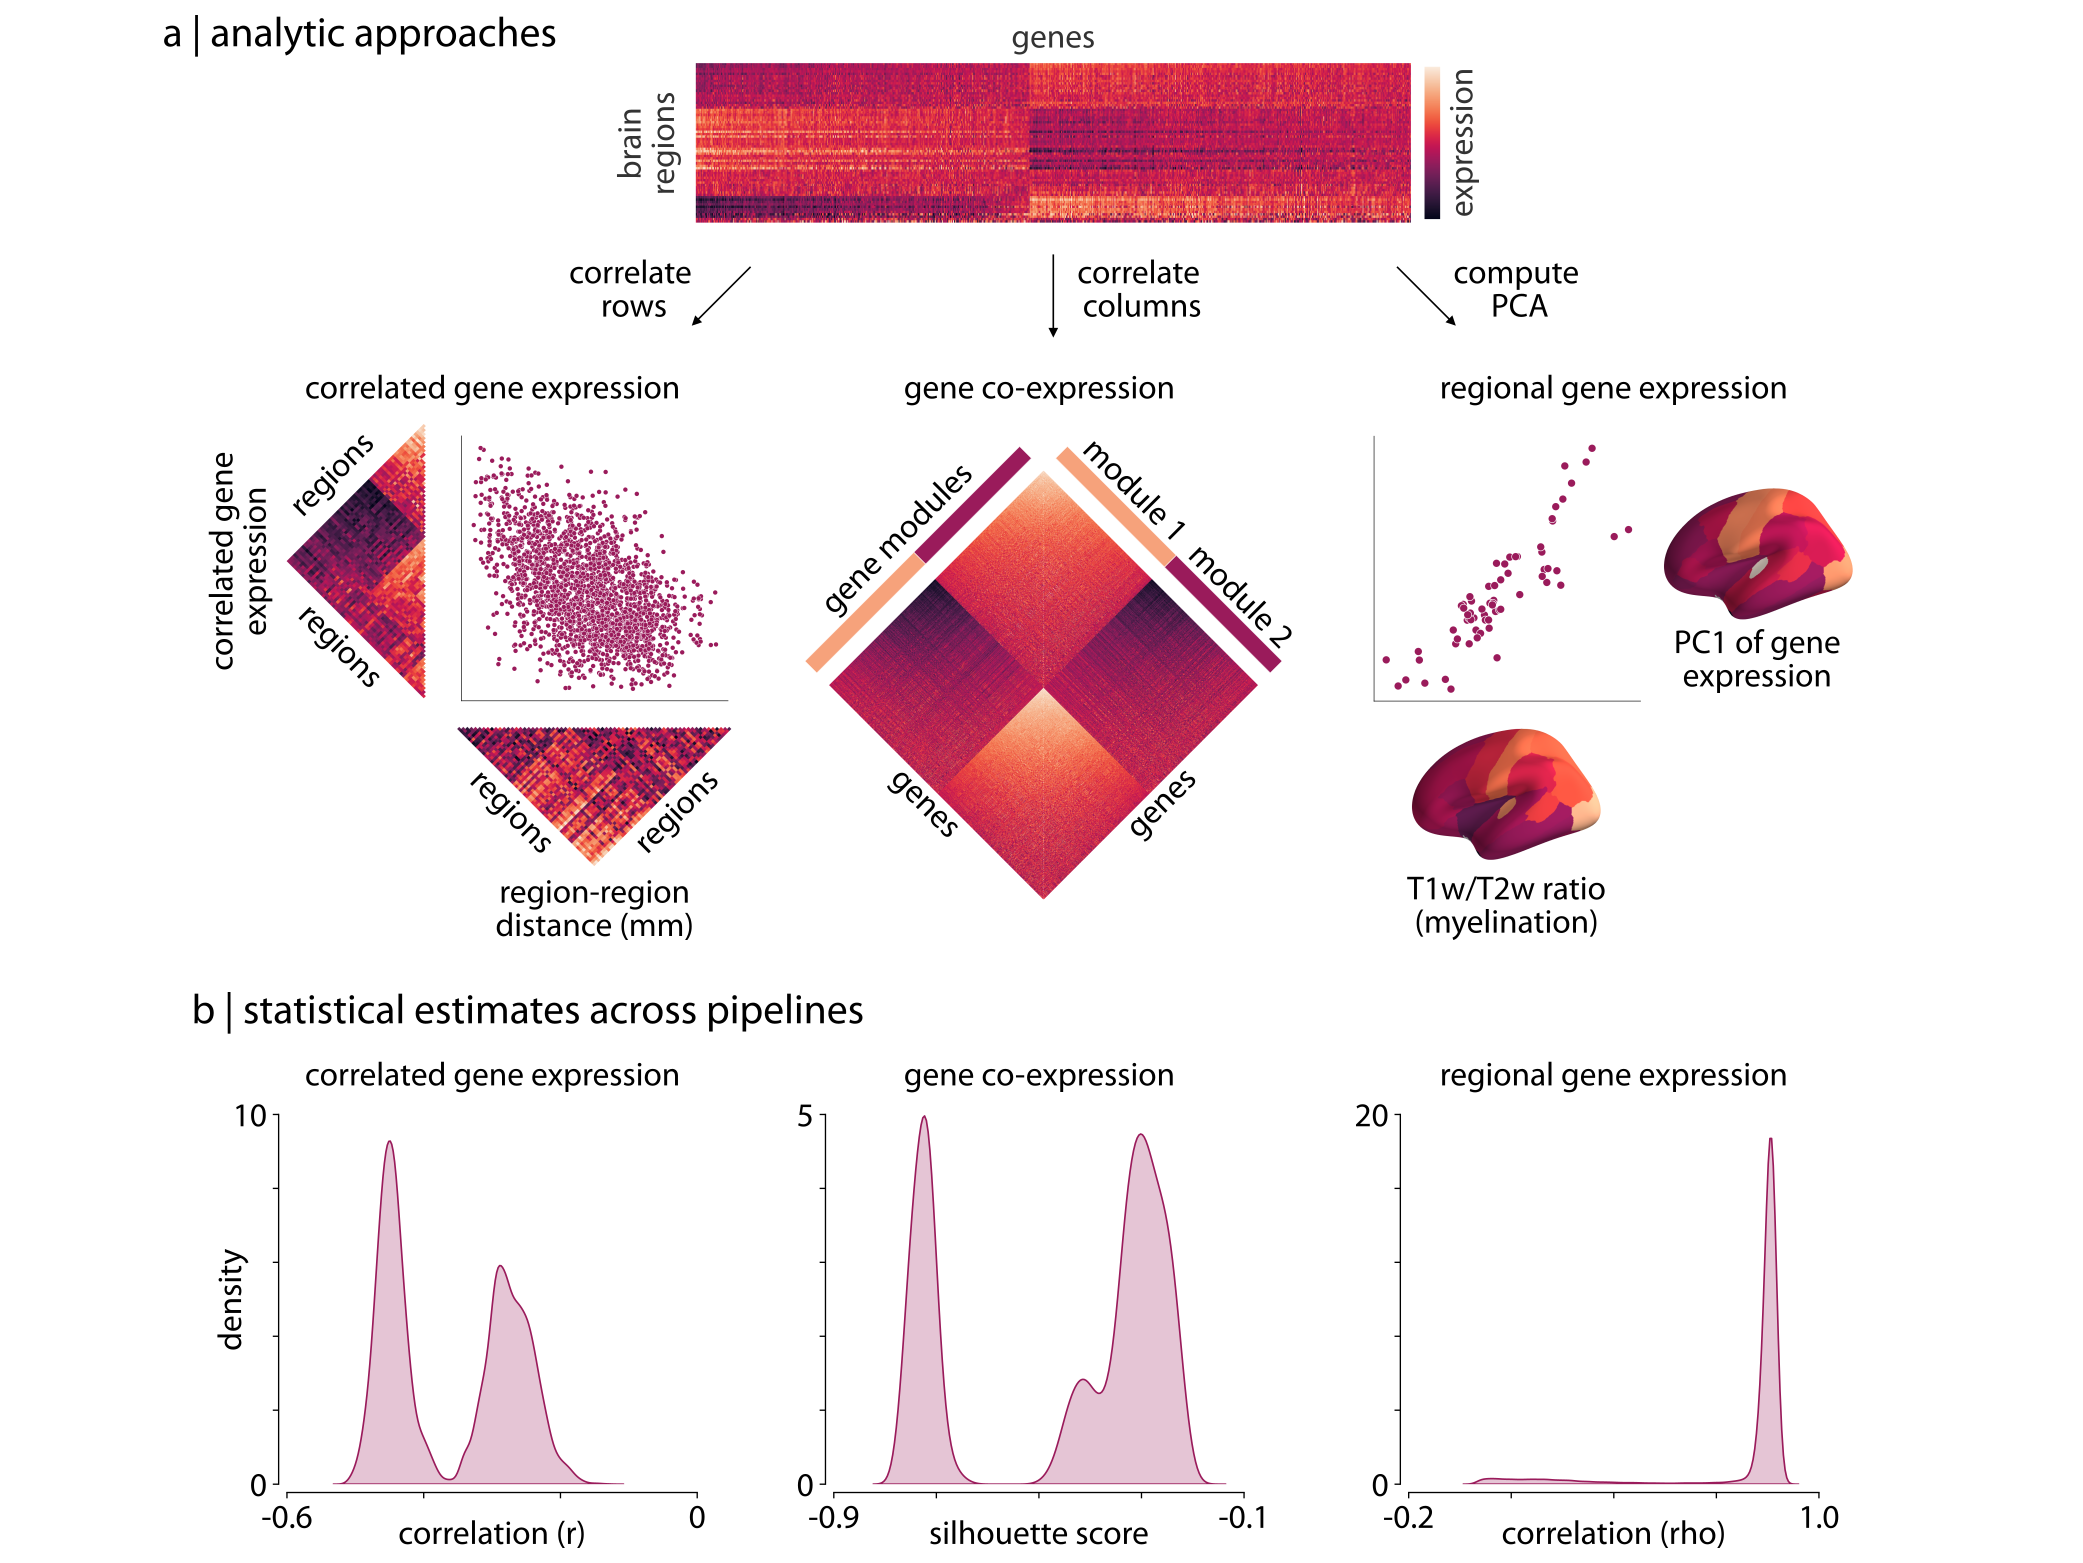 a | analytic approaches
genes
brain
regions
expression
correlate
rows
correlate
columns
compute
PCA
correlated gene expression
gene co-expression
regional gene expression
correlated gene
expression
regions
regions
regions
regions
region-region
distance (mm)
gene modules
module 1
module 2
genes
genes
PC1 of gene
expression
T1w/T2w ratio
(myelination)
b | statistical estimates across pipelines
correlated gene expression
gene co-expression
regional gene expression
density
10
0
-0.6
0
correlation (r)
5
0
-0.9
-0.1
silhouette score
20
0
-0.2
1.0
correlation (rho)